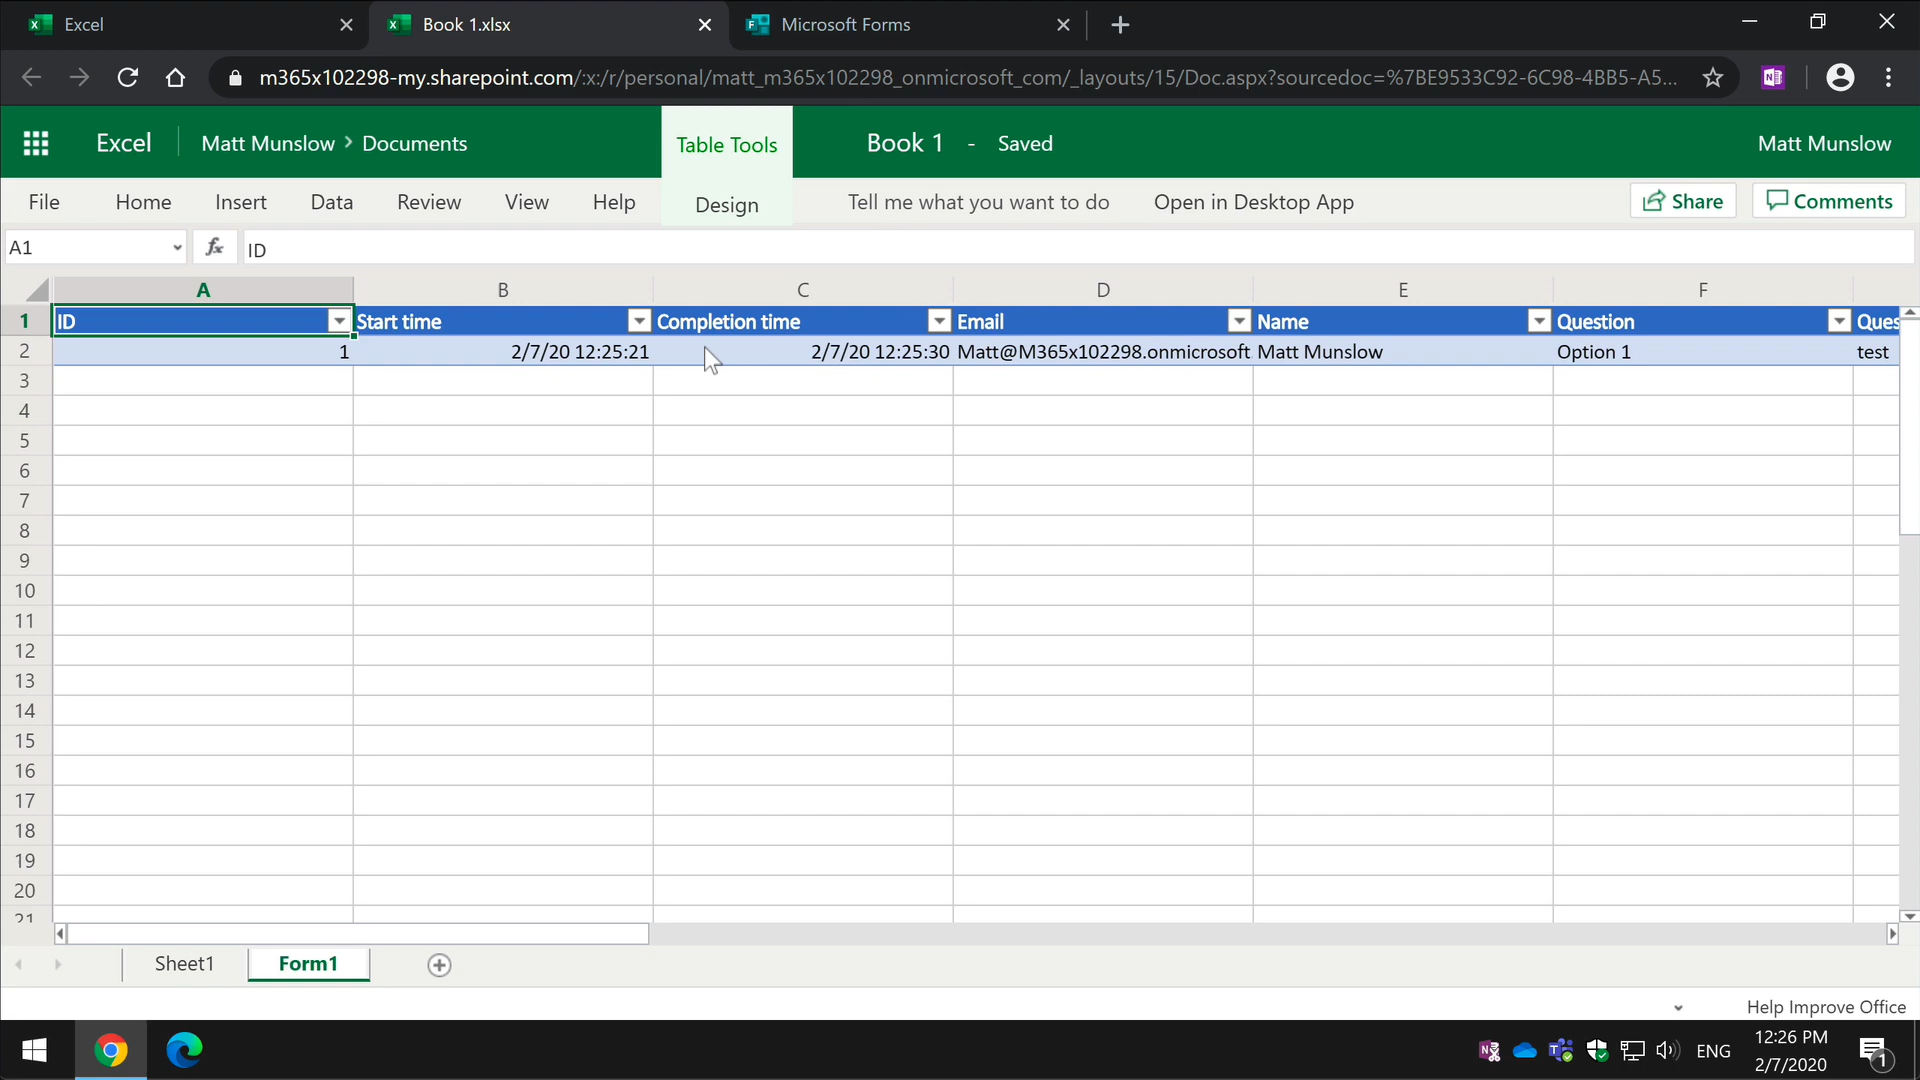 Excel
Book 1.xlsx
Microsoft Forms
m365x102298-my.sharepoint.com/:x:/r/personal/matt_m365x102298_onmicrosoft_com/_layouts/15/Doc.aspx?sourcedoc=%7BE9533C92-6C98-4BB5-A5...
Excel
Matt Munslow > Documents
Table Tools
Book 1 - Saved
Matt Munslow
File Home Insert Data Review View Help Design Tell me what you want to do Open in Desktop App Share Comments
A1 fx ID
A B C D E F
1 ID Start time Completion time Email Name Question Ques
2 1 2/7/20 12:25:21 2/7/20 12:25:30 Matt@M365x102298.onmicrosoft. Matt Munslow Option 1 test
3
4
5
6
7
8
9
10
11
12
13
14
15
16
17
18
19
20
21
Sheet1 Form1
Help Improve Office
ENG
12:26 PM
2/7/2020
1